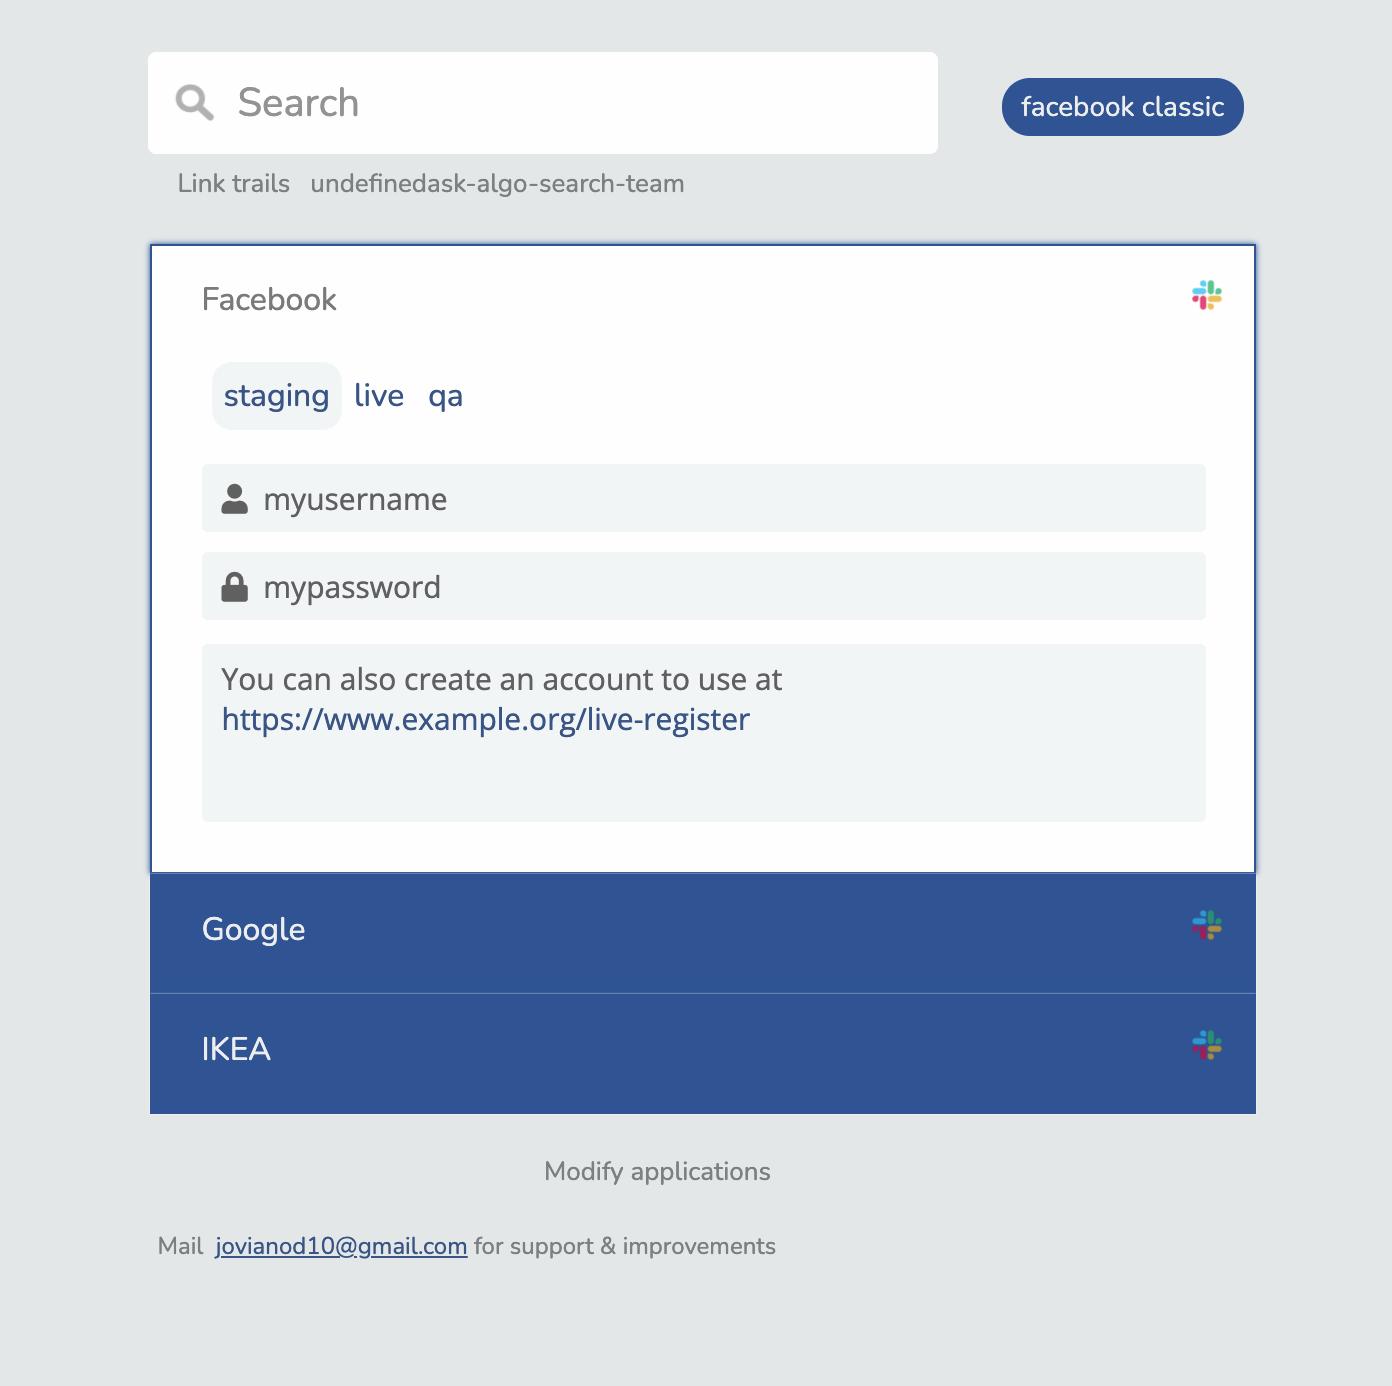 Search
facebook classic
Link trails undefinedask-algo-search-team
Facebook
staging live qa
myusername
mypassword
You can also create an account to use at
https://www.example.org/live-register
Google
IKEA
Modify applications
Mail jovianod10@gmail.com for support & improvements